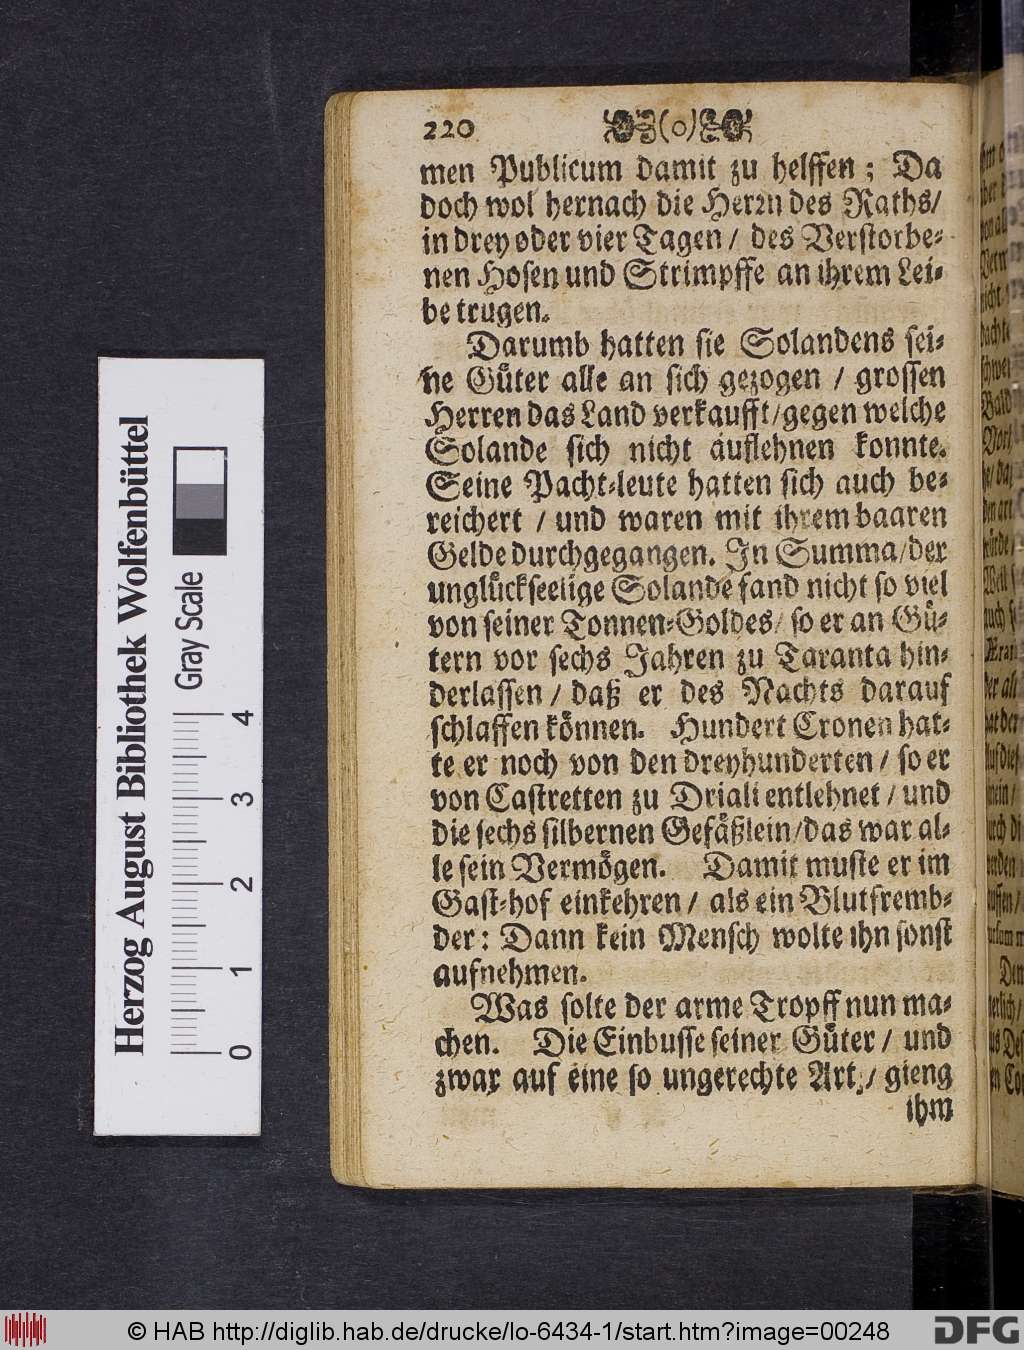 220 (o)
men Publicum damit zu helffen; Da
doch wol hernach die Herꝛn des Raths/
in drey oder vier Tagen / des Verstorbe-
nen Hosen und Strimpffe an ihrem Lei-
be trugen.
Darumb hatten sie Solandens sei-
ne Güter alle an sich gezogen / grossen
Herren das Land verkaufft/gegen welche
Solande sich nicht auflehnen konnte.
Seine Pacht-leute hatten sich auch be-
reichert / und waren mit ihrem baaren
Gelde durchgegangen. In Summa/der
unglückseelige Solande fand nicht so viel
von seiner Tonnen-Goldes/ so er an Gü-
tern vor sechs Jahren zu Taranta hin-
derlassen / daß er des Nachts darauf
schlaffen können. Hundert Cronen hat-
te er noch von den dreyhunderten / so er
von Castretten zu Driali entlehnet / und
die sechs silbernen Gefäßlein/das war al-
le sein Vermögen. Damit muste er im
Gast-hof einkehren / als ein Blutfremb-
der: Dann kein Mensch wolte ihn sonst
aufnehmen.
Was solte der arme Tropff nun ma-
chen. Die Einbusse seiner Güter / und
zwar auf eine so ungerechte Art / gieng
ihm
Herzog August Bibliothek Wolfenbüttel
Gray Scale
0 1 2 3 4
© HAB http://diglib.hab.de/drucke/lo-6434-1/start.htm?image=00248
DFG